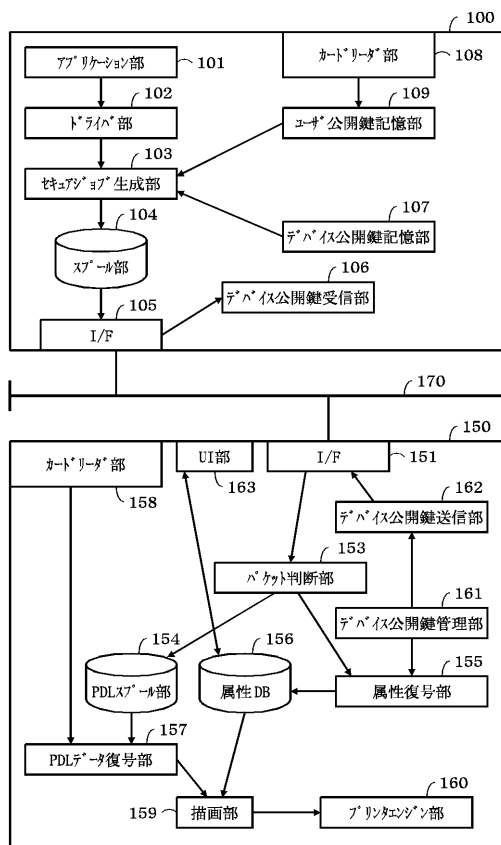 100
アプリケーション部
101
カードリーダ部
108
102
ドライバ部
109
ユーザ公開鍵記憶部
103
セキュアジョブ生成部
104
スプール部
107
デバイス公開鍵記憶部
106
デバイス公開鍵受信部
105
I/F
170
150
カードリーダ部
158
UI部
163
I/F
151
162
デバイス公開鍵送信部
153
パケット判断部
161
デバイス公開鍵管理部
154
PDLスプール部
156
属性DB
155
属性復号部
157
PDLデータ復号部
159
描画部
160
プリンタエンジン部